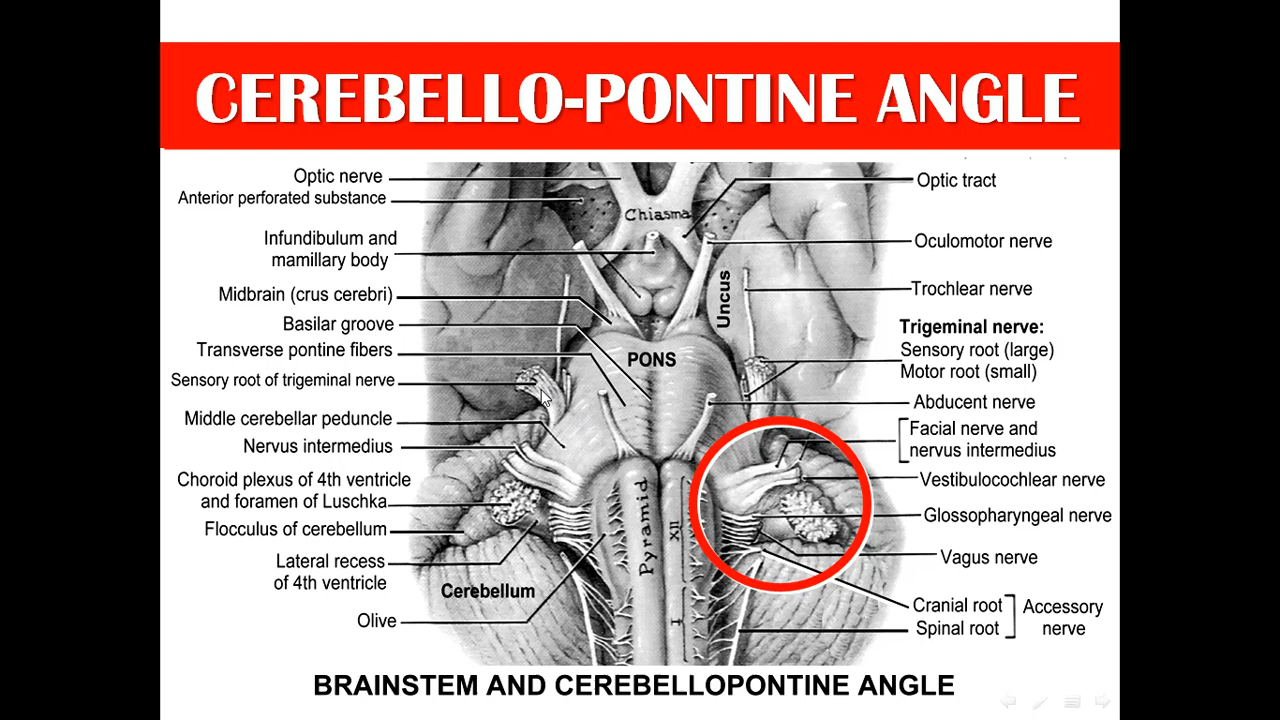 CEREBELLO-PONTINE ANGLE
Optic nerve
Anterior perforated substance
Infundibulum and
mamillary body
Midbrain (crus cerebri)
Basilar groove
Transverse pontine fibers
Sensory root of trigeminal nerve
Middle cerebellar peduncle
Nervus intermedius
Choroid plexus of 4th ventricle
and foramen of Luschka
Flocculus of cerebellum
Lateral recess
of 4th ventricle
Olive
Chiasma
Uncus
PONS
Pyramid
XII
I
Cerebellum
Optic tract
Oculomotor nerve
Trochlear nerve
Trigeminal nerve:
Sensory root (large)
Motor root (small)
Abducent nerve
Facial nerve and
nervus intermedius
Vestibulocochlear nerve
Glossopharyngeal nerve
Vagus nerve
Cranial root
Spinal root
Accessory
nerve
BRAINSTEM AND CEREBELLOPONTINE ANGLE